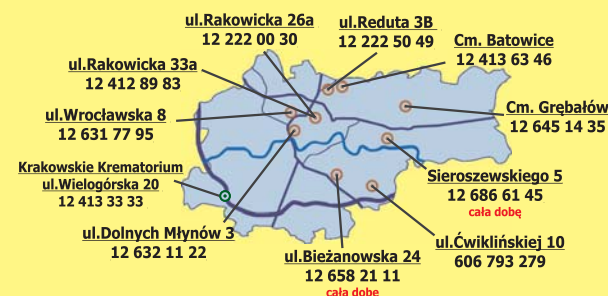 ul.Rakowicka 26a
12 222 00 30
ul.Reduta 3B
12 222 50 49
Cm. Batowice
12 413 63 46
ul.Rakowicka 33a
12 412 89 83
Cm. Grębałów
12 645 14 35
ul.Wrocławska 8
12 631 77 95
Krakowskie Krematorium
ul.Wielogórska 20
12 413 33 33
Sieroszewskiego 5
12 686 61 45
cała dobę
ul.Dolnych Młynów 3
12 632 11 22
ul.Bieżanowska 24
12 658 21 11
cała dobę
ul.Ćwiklińskiej 10
606 793 279